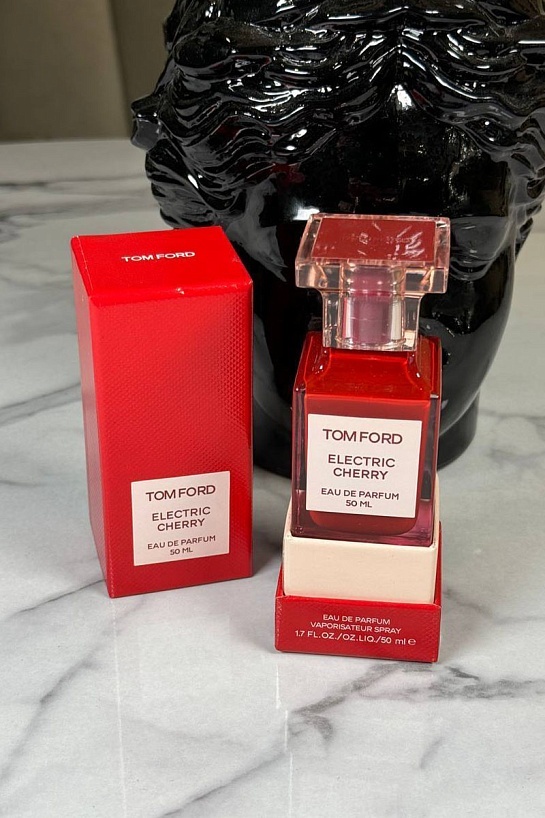 TOM FORD
TOM FORD
ELECTRIC
CHERRY
EAU DE PARFUM
50 ML
TOM FORD
ELECTRIC
CHERRY
EAU DE PARFUM
50 ML
EAU DE PARFUM
VAPORISATEUR SPRAY
1.7 FL.OZ./OZ.LIQ./50 ml ℮